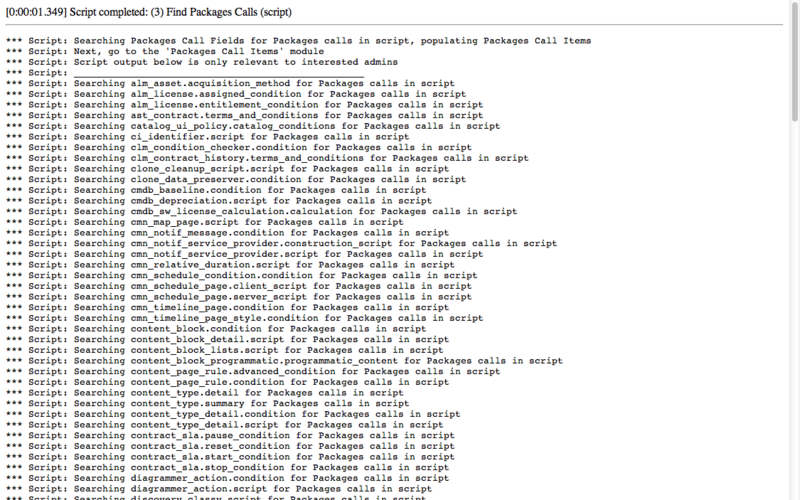 [0:00:01.349] Script completed: (3) Find Packages Calls (script)
*** Script: Searching Packages Call Fields for Packages calls in script, populating Packages Call Items
*** Script: Next, go to the 'Packages Call Items' module
*** Script: Script output below is only relevant to interested admins
*** Script: ___________________________________________________
*** Script: Searching alm_asset.acquisition_method for Packages calls in script
*** Script: Searching alm_license.assigned_condition for Packages calls in script
*** Script: Searching alm_license.entitlement_condition for Packages calls in script
*** Script: Searching ast_contract.terms_and_conditions for Packages calls in script
*** Script: Searching catalog_ui_policy.catalog_conditions for Packages calls in script
*** Script: Searching ci_identifier.script for Packages calls in script
*** Script: Searching clm_condition_checker.condition for Packages calls in script
*** Script: Searching clm_contract_history.terms_and_conditions for Packages calls in script
*** Script: Searching clone_cleanup_script.script for Packages calls in script
*** Script: Searching clone_data_preserver.condition for Packages calls in script
*** Script: Searching cmdb_baseline.condition for Packages calls in script
*** Script: Searching cmdb_depreciation.script for Packages calls in script
*** Script: Searching cmdb_sw_license_calculation.calculation for Packages calls in script
*** Script: Searching cmn_map_page.script for Packages calls in script
*** Script: Searching cmn_notif_message.condition for Packages calls in script
*** Script: Searching cmn_notif_service_provider.construction_script for Packages calls in script
*** Script: Searching cmn_notif_service_provider.script for Packages calls in script
*** Script: Searching cmn_relative_duration.script for Packages calls in script
*** Script: Searching cmn_schedule_condition.condition for Packages calls in script
*** Script: Searching cmn_schedule_page.client_script for Packages calls in script
*** Script: Searching cmn_schedule_page.server_script for Packages calls in script
*** Script: Searching cmn_timeline_page.condition for Packages calls in script
*** Script: Searching cmn_timeline_page_style.condition for Packages calls in script
*** Script: Searching content_block.condition for Packages calls in script
*** Script: Searching content_block_detail.script for Packages calls in script
*** Script: Searching content_block_lists.script for Packages calls in script
*** Script: Searching content_block_programmatic.programmatic_content for Packages calls in script
*** Script: Searching content_page_rule.advanced_condition for Packages calls in script
*** Script: Searching content_page_rule.condition for Packages calls in script
*** Script: Searching content_type.detail for Packages calls in script
*** Script: Searching content_type.summary for Packages calls in script
*** Script: Searching content_type_detail.condition for Packages calls in script
*** Script: Searching content_type_detail.script for Packages calls in script
*** Script: Searching contract_sla.pause_condition for Packages calls in script
*** Script: Searching contract_sla.reset_condition for Packages calls in script
*** Script: Searching contract_sla.start_condition for Packages calls in script
*** Script: Searching contract_sla.stop_condition for Packages calls in script
*** Script: Searching diagrammer_action.condition for Packages calls in script
*** Script: Searching diagrammer_action.script for Packages calls in script
*** Script: Searching discovery_classy.script for Packages calls in script